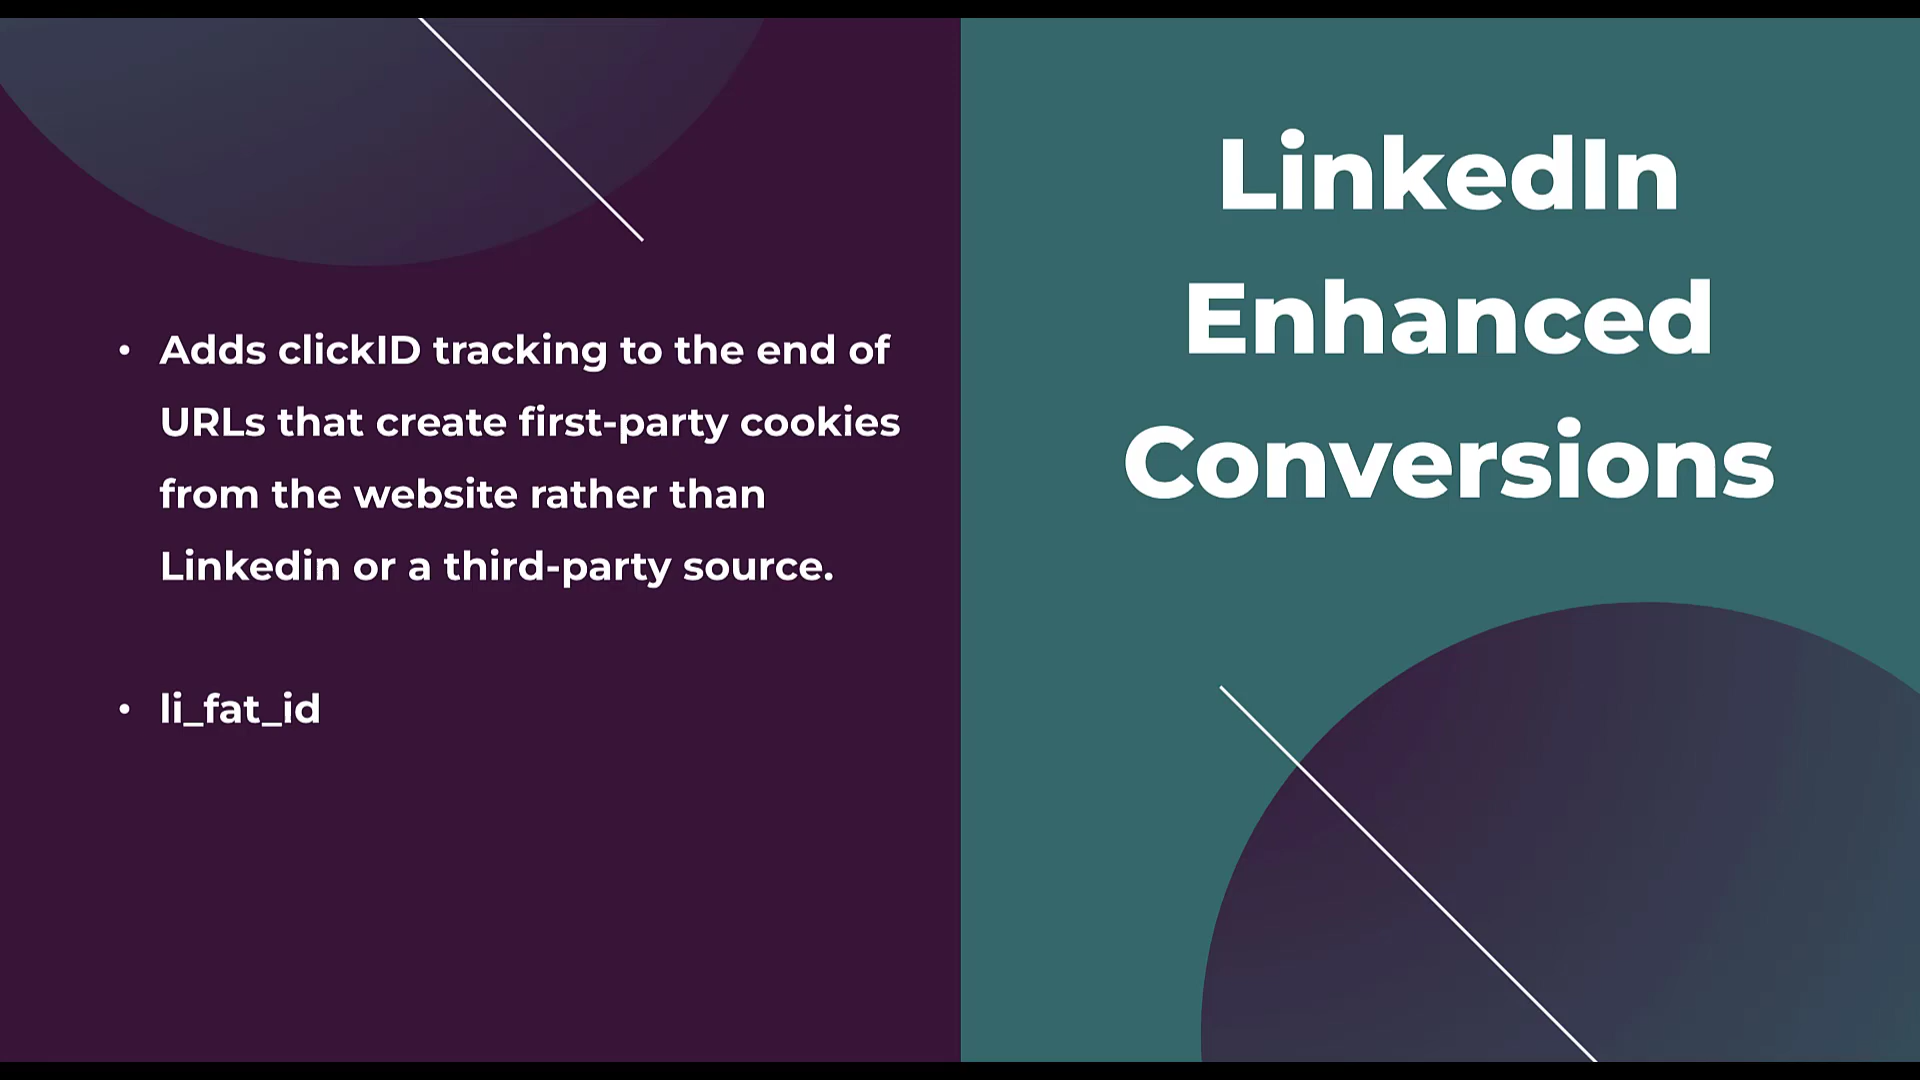 • Adds clickID tracking to the end of
URLs that create first-party cookies
from the website rather than
Linkedin or a third-party source.
• li_fat_id
LinkedIn
Enhanced
Conversions